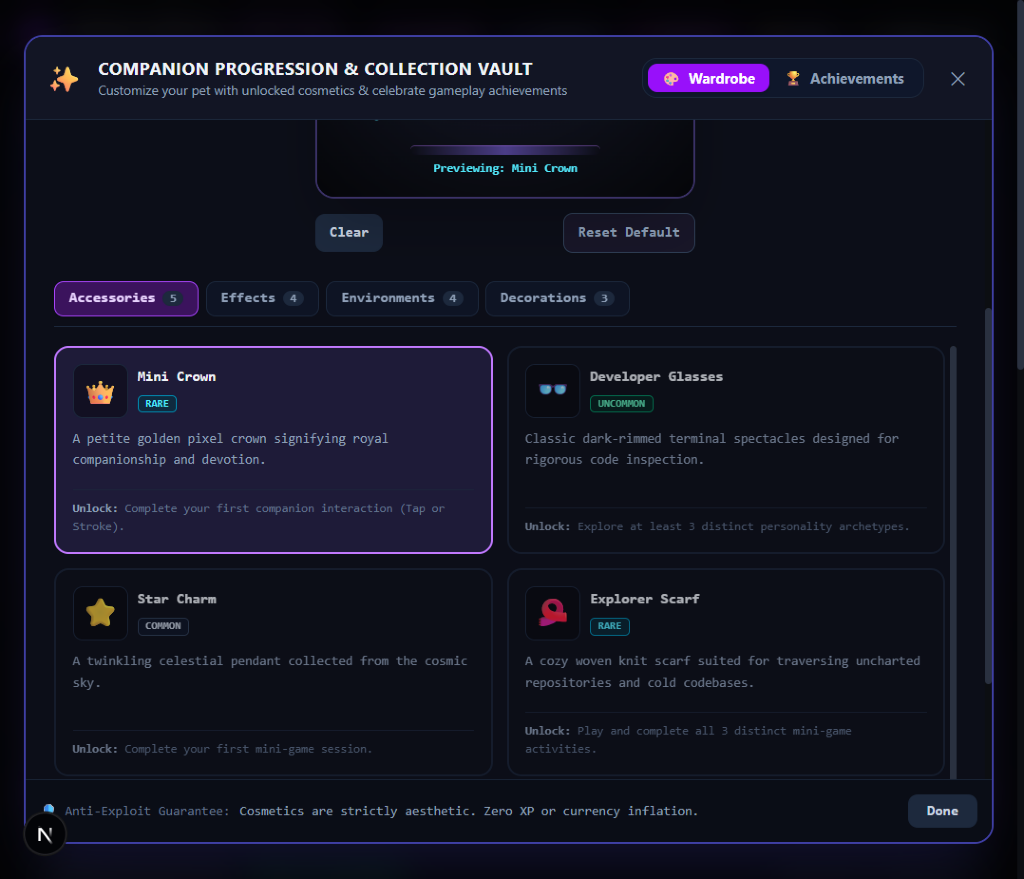 COMPANION PROGRESSION & COLLECTION VAULT
Customize your pet with unlocked cosmetics & celebrate gameplay achievements
Wardrobe
Achievements
Previewing: Mini Crown
Clear
Reset Default
Accessories 5
Effects 4
Environments 4
Decorations 3
Mini Crown
RARE
A petite golden pixel crown signifying royal
companionship and devotion.
Unlock: Complete your first companion interaction (Tap or
Stroke).
Developer Glasses
UNCOMMON
Classic dark-rimmed terminal spectacles designed for
rigorous code inspection.
Unlock: Explore at least 3 distinct personality archetypes.
Star Charm
COMMON
A twinkling celestial pendant collected from the cosmic
sky.
Unlock: Complete your first mini-game session.
Explorer Scarf
RARE
A cozy woven knit scarf suited for traversing uncharted
repositories and cold codebases.
Unlock: Play and complete all 3 distinct mini-game
activities.
Anti-Exploit Guarantee: Cosmetics are strictly aesthetic. Zero XP or currency inflation.
Done
N